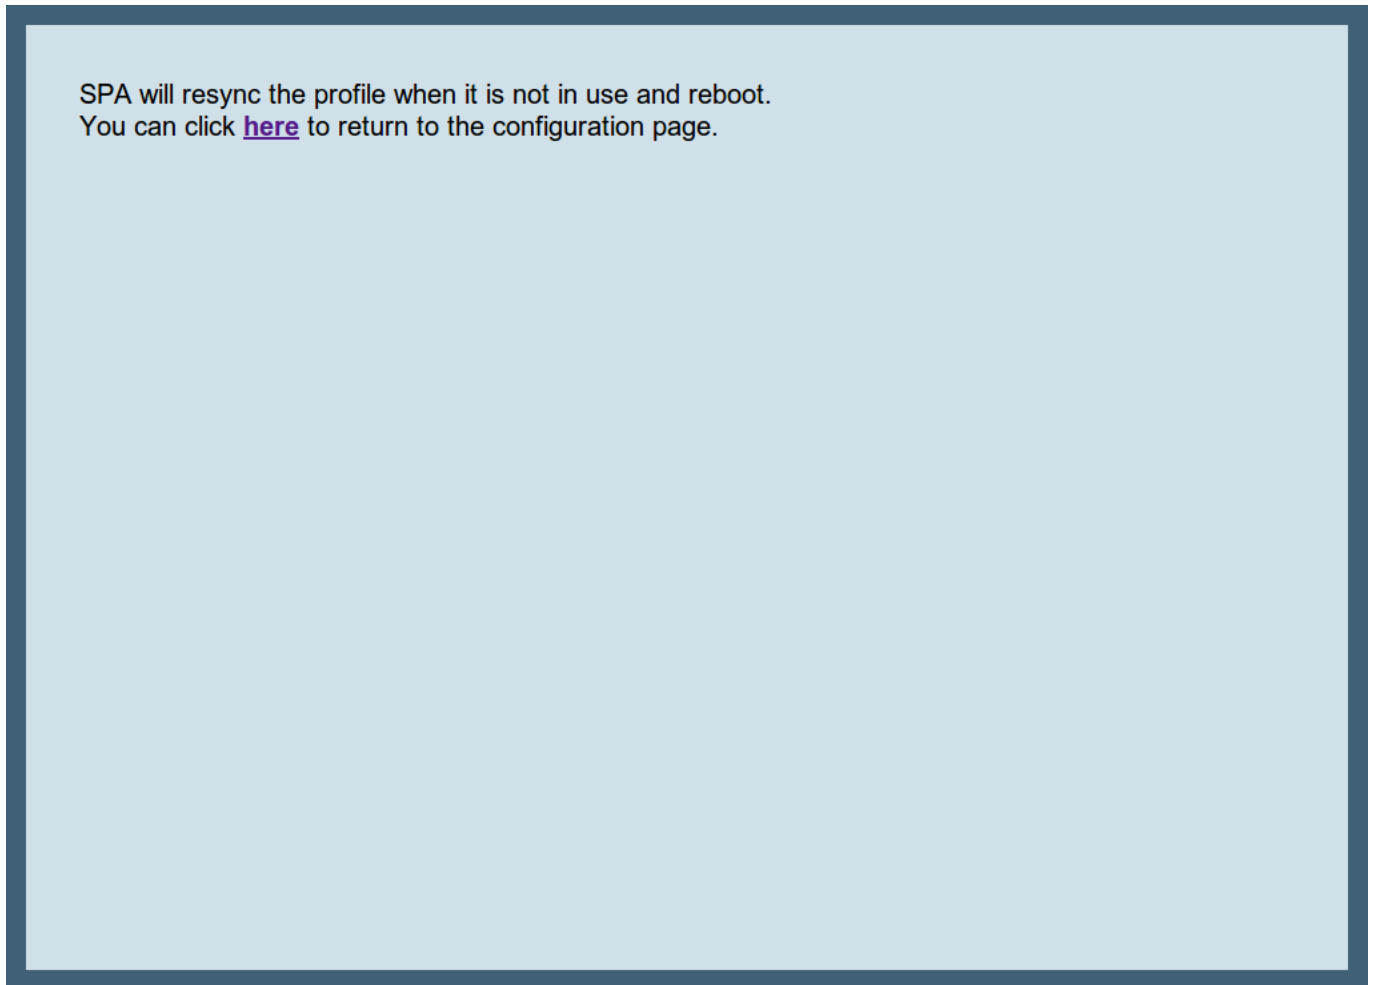 SPA will resync the profile when it is not in use and reboot.
You can click here to return to the configuration page.